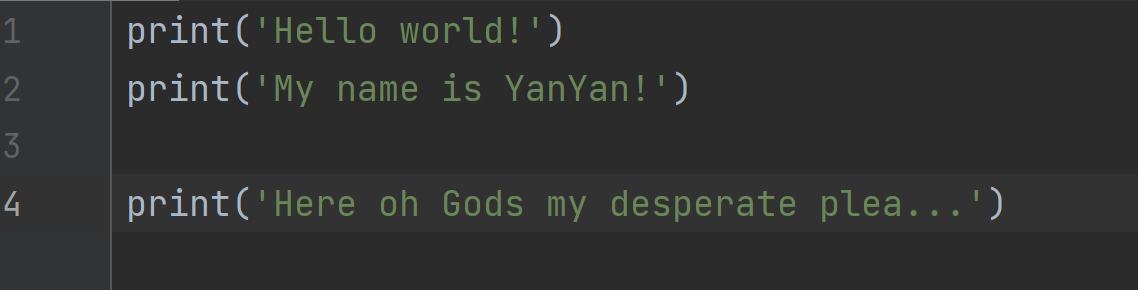 1 print('Hello world!')
2 print('My name is YanYan!')
3
4 print('Here oh Gods my desperate plea...')